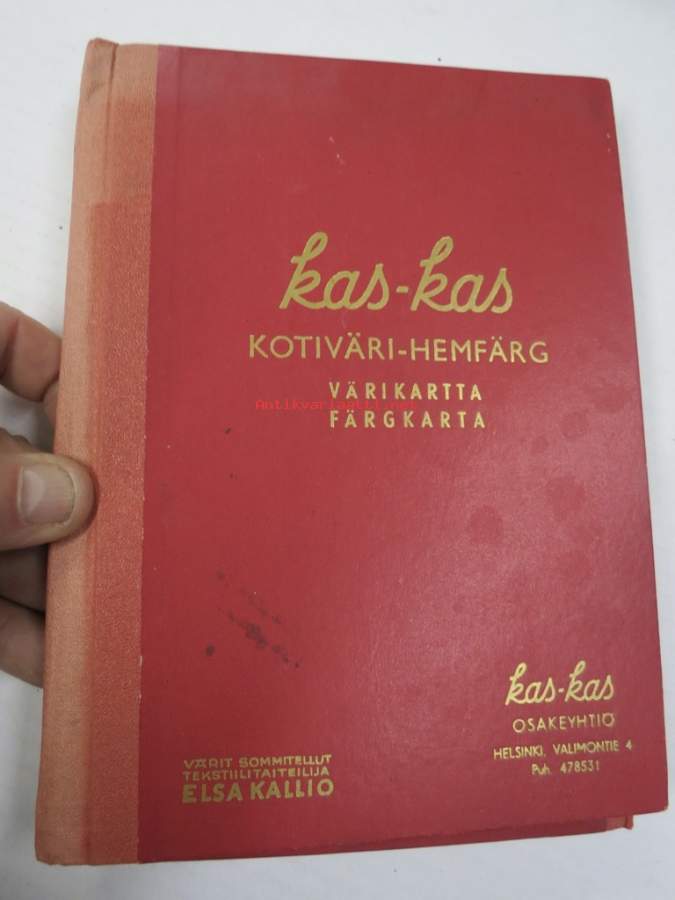 kas-kas
KOTIVÄRI-HEMFÄRG
VÄRIKARTTA
FÄRGKARTA
kas-kas
OSAKEYHTIÖ
HELSINKI, VALIMONTIE 4
Puh. 478531
VÄRIT SOMMITELLUT
TEKSTIILITAITEILIJA
ELSA KALLIO